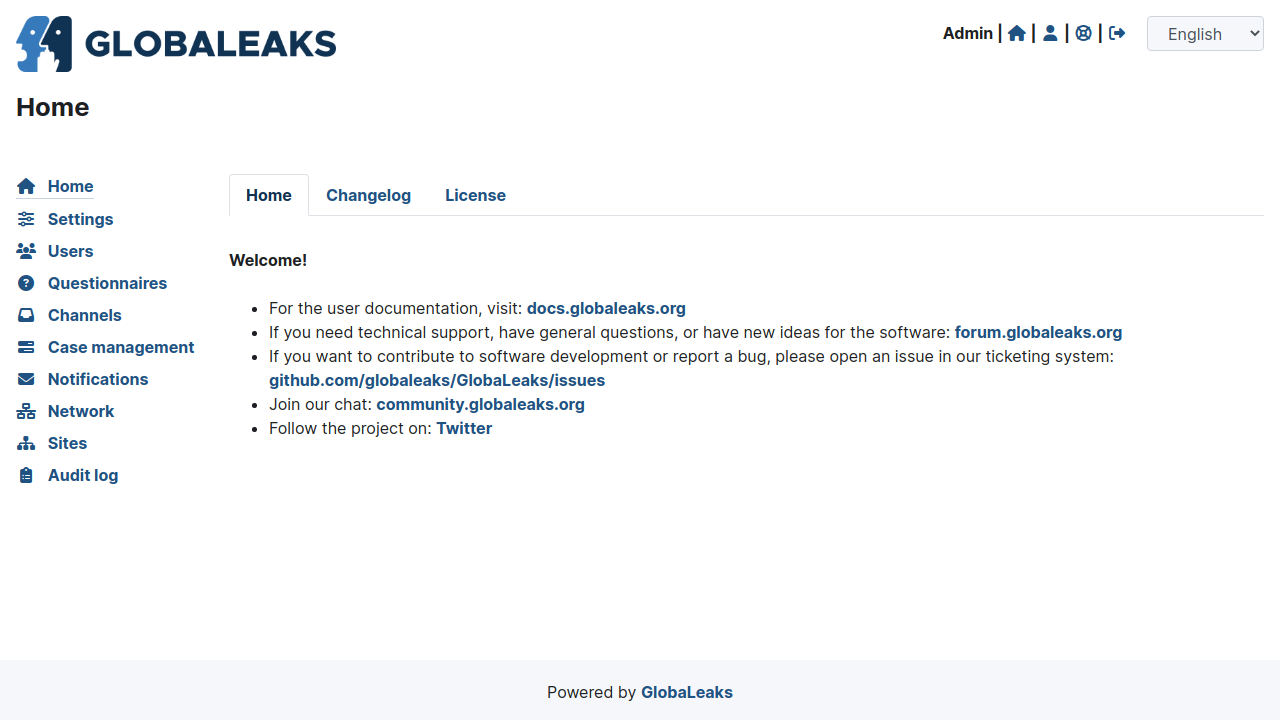 GLOBALEAKS
Admin | | | |
English
Home
Home
Settings
Users
Questionnaires
Channels
Case management
Notifications
Network
Sites
Audit log
Home Changelog License
Welcome!
• For the user documentation, visit: docs.globaleaks.org
• If you need technical support, have general questions, or have new ideas for the software: forum.globaleaks.org
• If you want to contribute to software development or report a bug, please open an issue in our ticketing system:
github.com/globaleaks/GlobaLeaks/issues
• Join our chat: community.globaleaks.org
• Follow the project on: Twitter
Powered by GlobaLeaks